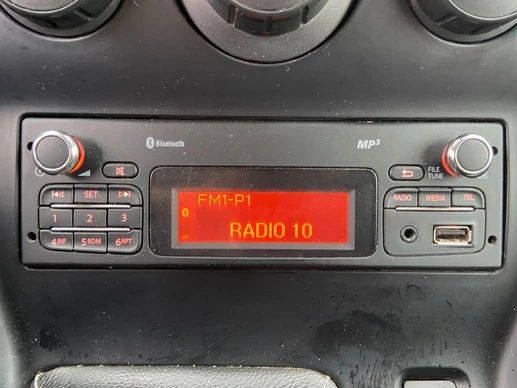 Bluetooth
MP3
FILE
TUNE
SET
RADIO MEDIA TEL
FM1-P1
RADIO 10
1 2 3
4INF 5RDM 6RPT